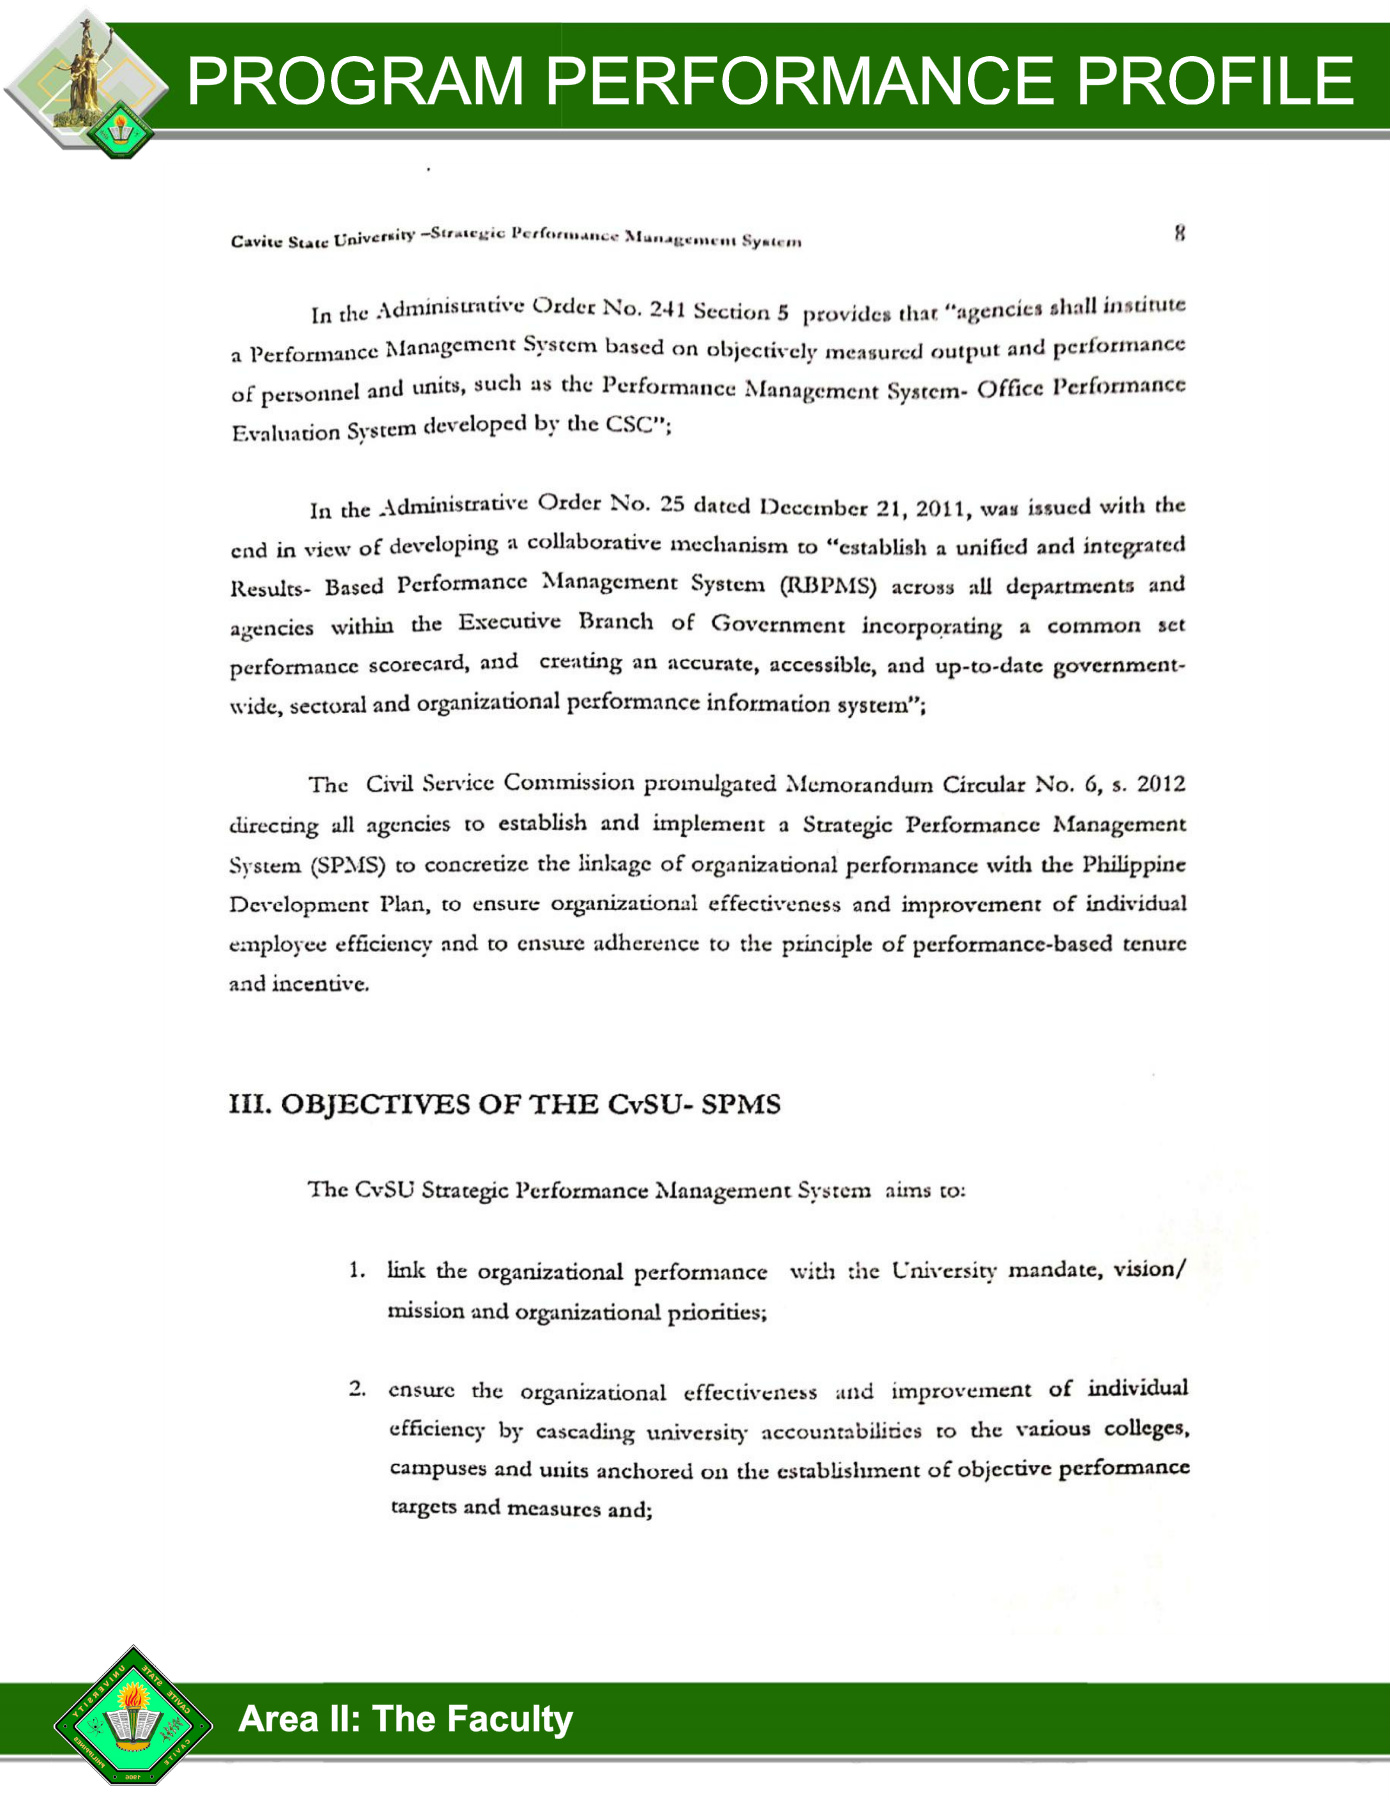 PROGRAM PERFORMANCE PROFILE
Cavite State University –Strategic Performance Management System 8
In the Administrative Order No. 241 Section 5 provides that “agencies shall institute
a Performance Management System based on objectively measured output and performance
of personnel and units, such as the Performance Management System- Office Performance
Evaluation System developed by the CSC”;
In the Administrative Order No. 25 dated December 21, 2011, was issued with the
end in view of developing a collaborative mechanism to “establish a unified and integrated
Results- Based Performance Management System (RBPMS) across all departments and
agencies within the Executive Branch of Government incorporating a common set
performance scorecard, and creating an accurate, accessible, and up-to-date government-
wide, sectoral and organizational performance information system”;
The Civil Service Commission promulgated Memorandum Circular No. 6, s. 2012
directing all agencies to establish and implement a Strategic Performance Management
System (SPMS) to concretize the linkage of organizational performance with the Philippine
Development Plan, to ensure organizational effectiveness and improvement of individual
employee efficiency and to ensure adherence to the principle of performance-based tenure
and incentive.
III. OBJECTIVES OF THE CvSU- SPMS
The CvSU Strategic Performance Management System aims to:
1. link the organizational performance with the University mandate, vision/
mission and organizational priorities;
2. ensure the organizational effectiveness and improvement of individual
efficiency by cascading university accountabilities to the various colleges,
campuses and units anchored on the establishment of objective performance
targets and measures and;
CAVITE STATE UNIVERSITY
CAVITE
PHILIPPINES
1906
Area II: The Faculty